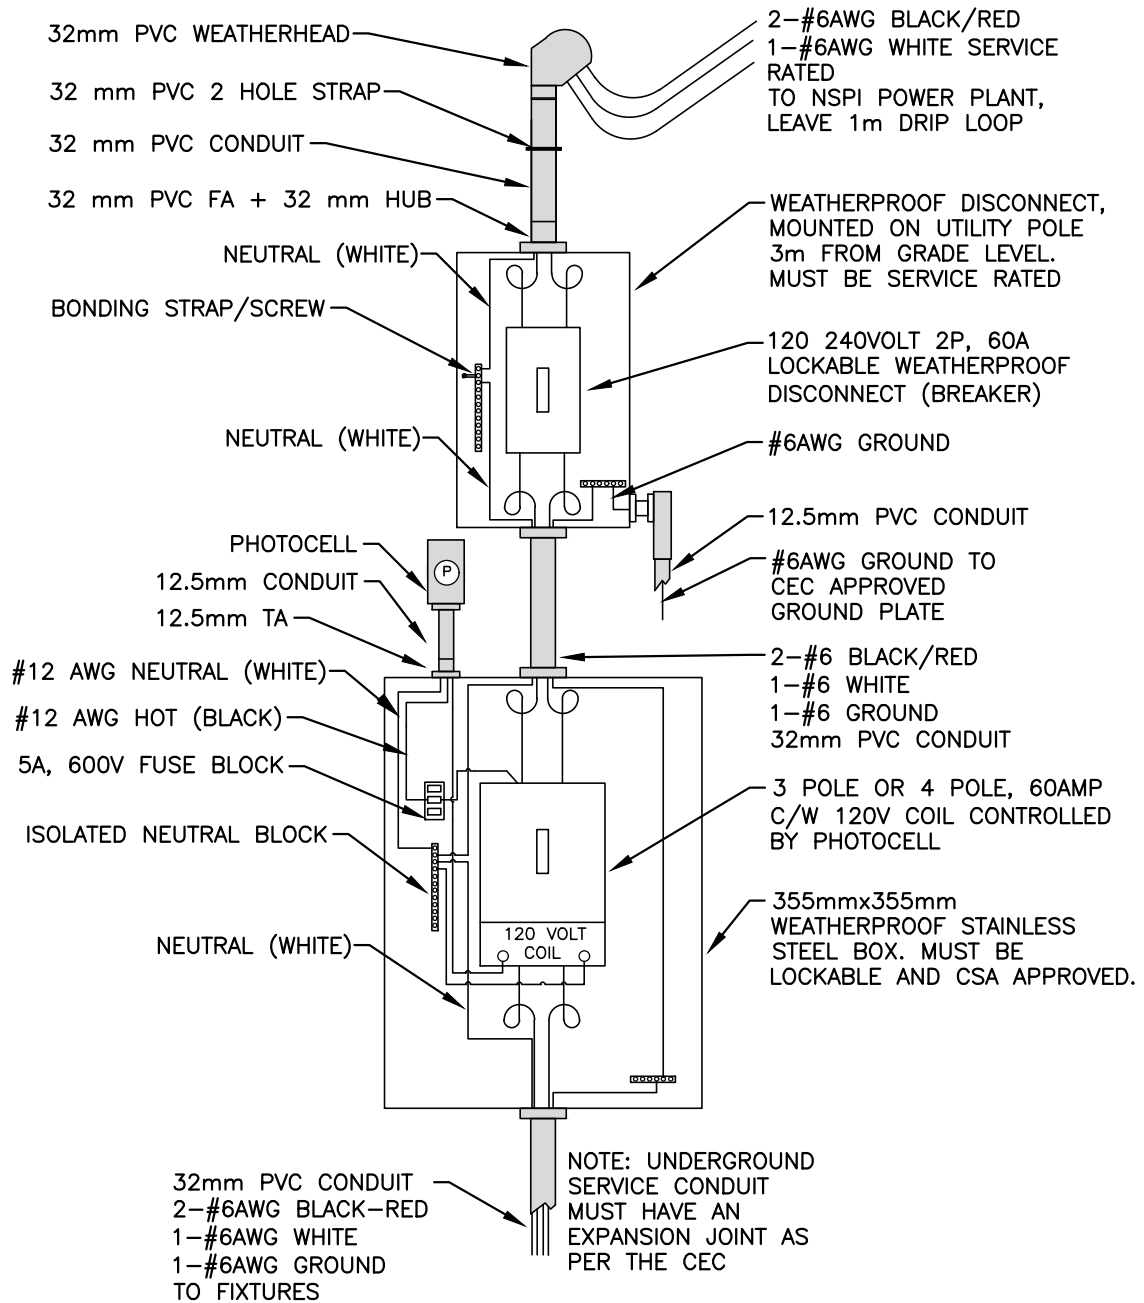 32mm PVC WEATHERHEAD
32 mm PVC 2 HOLE STRAP
32 mm PVC CONDUIT
32 mm PVC FA + 32 mm HUB
NEUTRAL (WHITE)
BONDING STRAP/SCREW
NEUTRAL (WHITE)
2-#6AWG BLACK/RED
1-#6AWG WHITE SERVICE
RATED
TO NSPI POWER PLANT,
LEAVE 1m DRIP LOOP
WEATHERPROOF DISCONNECT,
MOUNTED ON UTILITY POLE
3m FROM GRADE LEVEL.
MUST BE SERVICE RATED
120 240VOLT 2P, 60A
LOCKABLE WEATHERPROOF
DISCONNECT (BREAKER)
#6AWG GROUND
12.5mm PVC CONDUIT
#6AWG GROUND TO
CEC APPROVED
GROUND PLATE
PHOTOCELL
P
12.5mm CONDUIT
12.5mm TA
#12 AWG NEUTRAL (WHITE)
#12 AWG HOT (BLACK)
5A, 600V FUSE BLOCK
ISOLATED NEUTRAL BLOCK
NEUTRAL (WHITE)
120 VOLT
COIL
2-#6 BLACK/RED
1-#6 WHITE
1-#6 GROUND
32mm PVC CONDUIT
3 POLE OR 4 POLE, 60AMP
C/W 120V COIL CONTROLLED
BY PHOTOCELL
355mmx355mm
WEATHERPROOF STAINLESS
STEEL BOX. MUST BE
LOCKABLE AND CSA APPROVED.
32mm PVC CONDUIT
2-#6AWG BLACK-RED
1-#6AWG WHITE
1-#6AWG GROUND
TO FIXTURES
NOTE: UNDERGROUND
SERVICE CONDUIT
MUST HAVE AN
EXPANSION JOINT AS
PER THE CEC